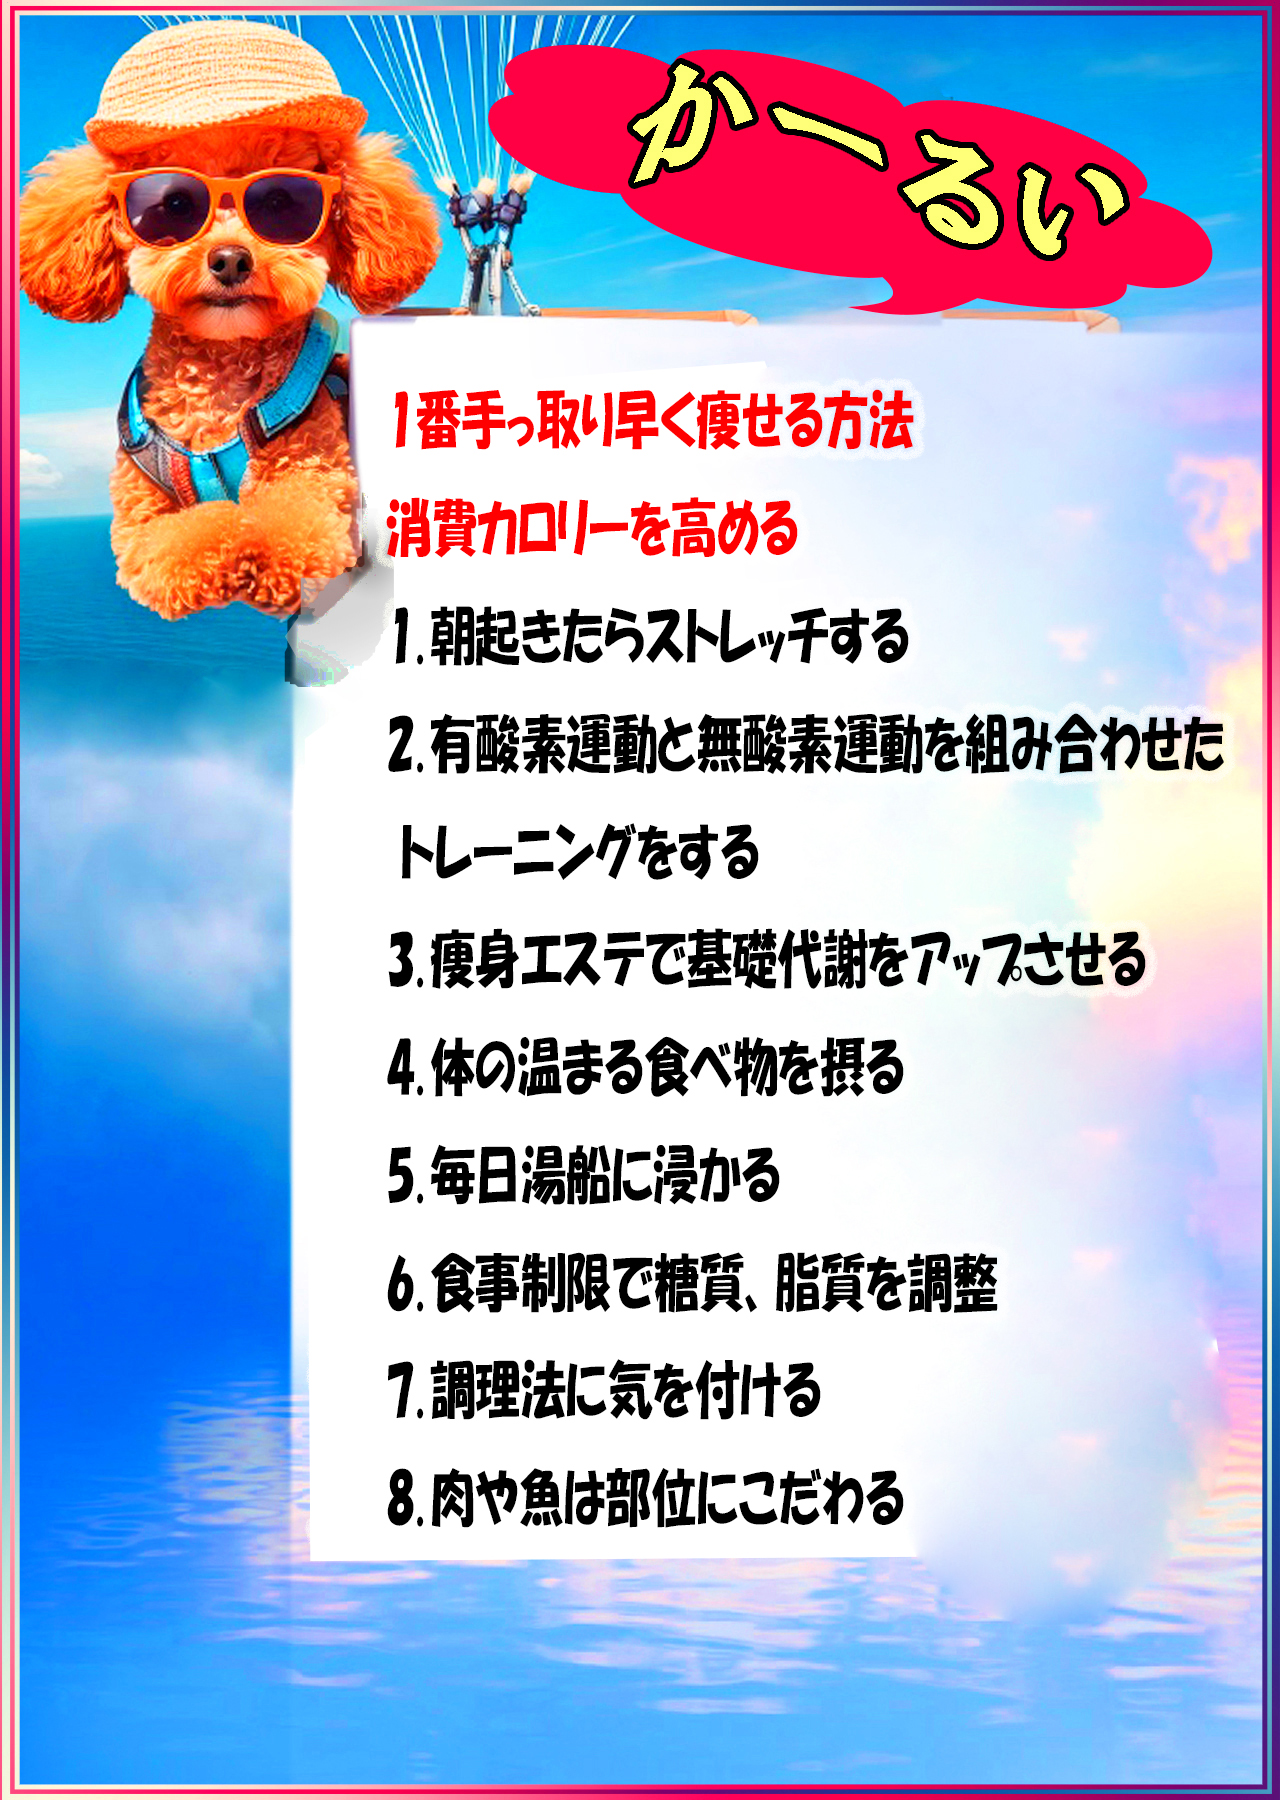 かーるい
1番手っ取り早く痩せる方法
消費カロリーを高める
1.朝起きたらストレッチする
2.有酸素運動と無酸素運動を組み合わせた
トレーニングをする
3.痩身エステで基礎代謝をアップさせる
4.体の温まる食べ物を摂る
5.毎日湯船に浸かる
6.食事制限で糖質、脂質を調整
7.調理法に気を付ける
8.肉や魚は部位にこだわる